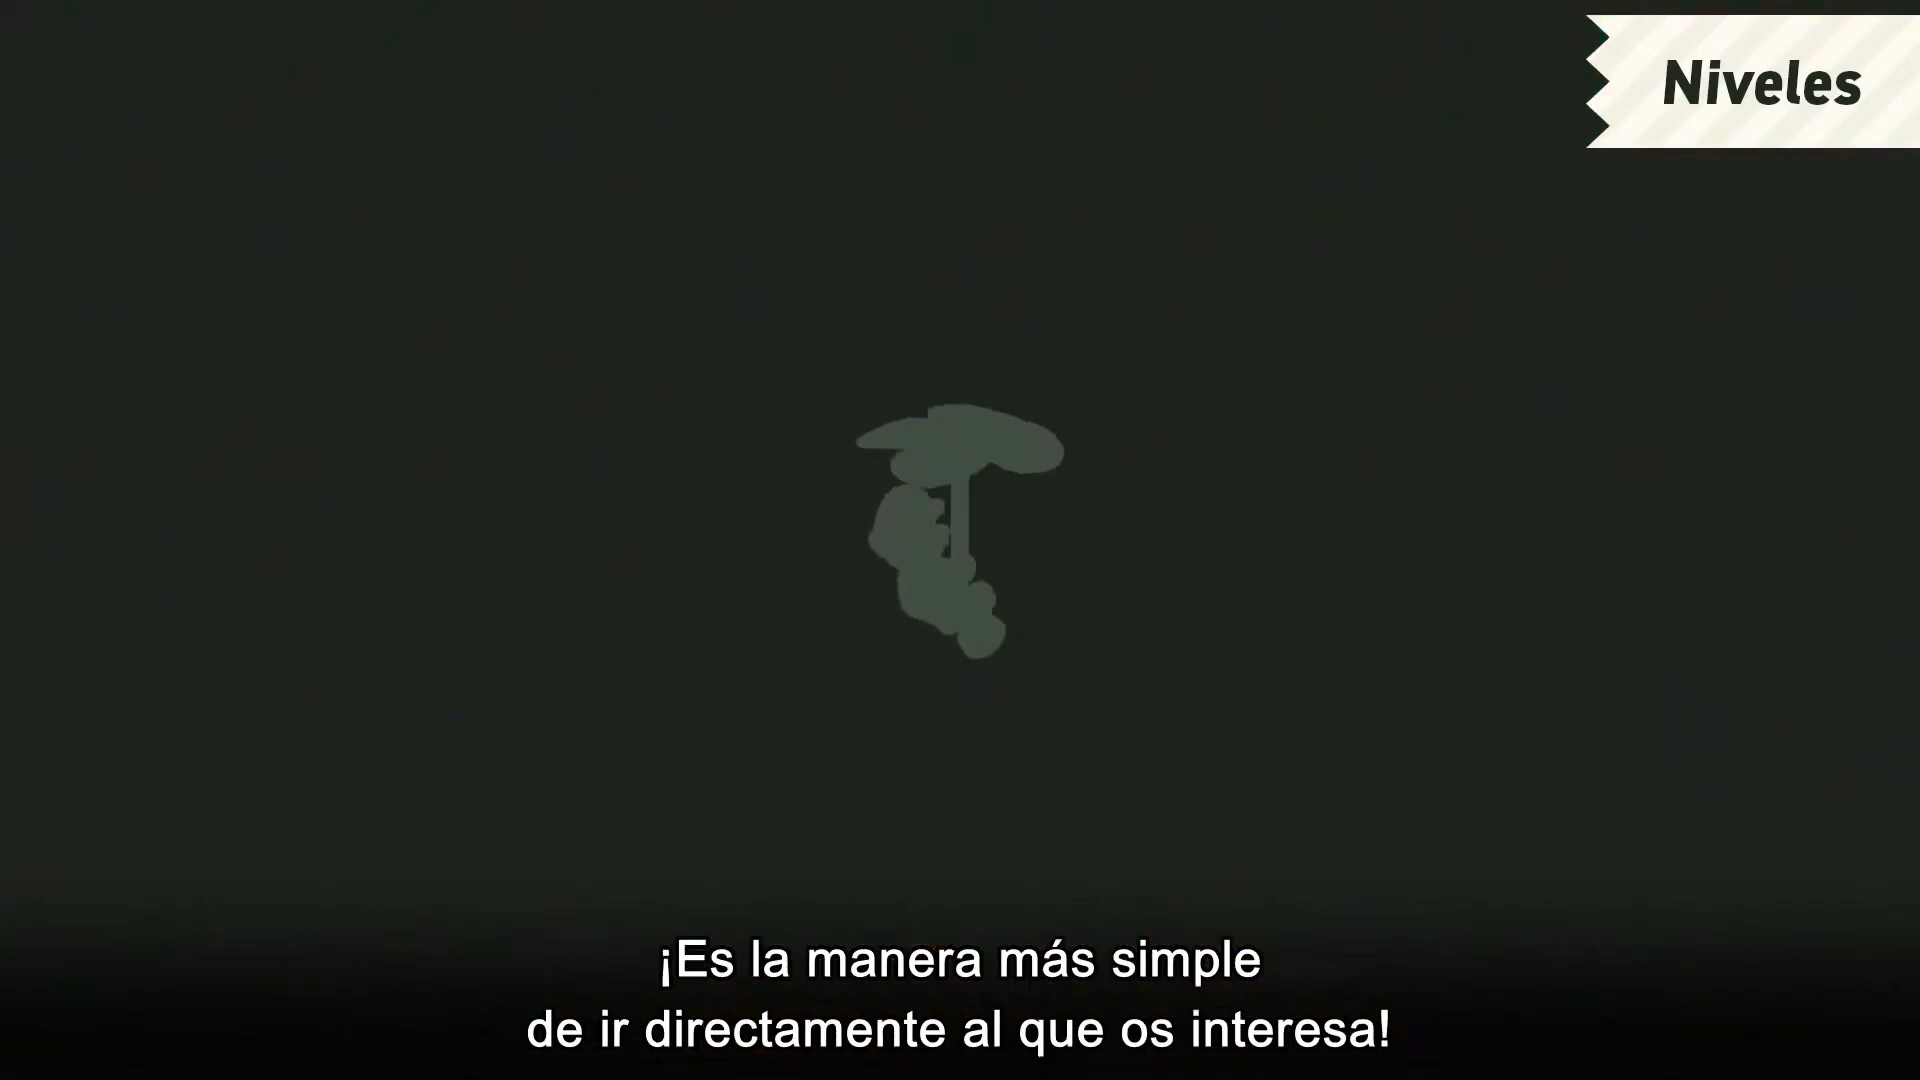 Niveles
¡Es la manera más simple
de ir directamente al que os interesa!